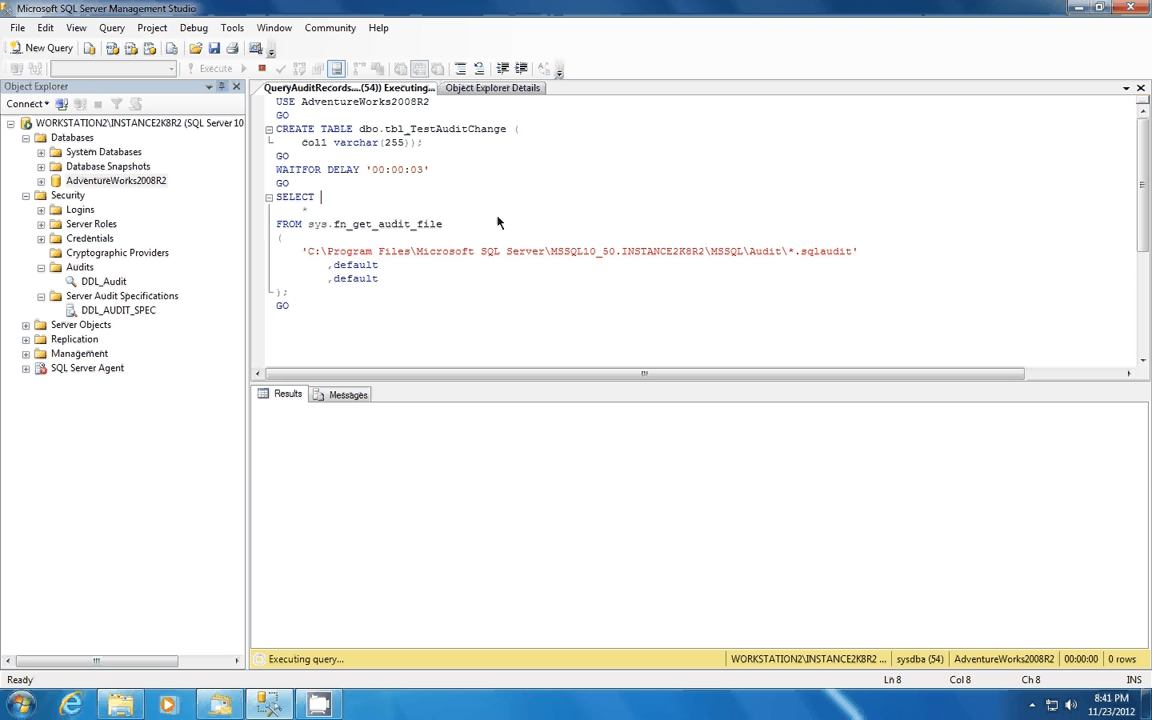 Microsoft SQL Server Management Studio
File Edit View Query Project Debug Tools Window Community Help
New Query
Execute
Object Explorer
QueryAuditRecords....(54)) Executing... Object Explorer Details
Connect
WORKSTATION2\INSTANCE2K8R2 (SQL Server 10
Databases
System Databases
Database Snapshots
AdventureWorks2008R2
Security
Logins
Server Roles
Credentials
Cryptographic Providers
Audits
DDL_Audit
Server Audit Specifications
DDL_AUDIT_SPEC
Server Objects
Replication
Management
SQL Server Agent
USE AdventureWorks2008R2
GO
CREATE TABLE dbo.tbl_TestAuditChange (
col1 varchar(255));
GO
WAITFOR DELAY '00:00:03'
GO
SELECT
*
FROM sys.fn_get_audit_file
(
'C:\Program Files\Microsoft SQL Server\MSSQL10_50.INSTANCE2K8R2\MSSQL\Audit\*.sqlaudit'
,default
,default
);
GO
Results Messages
Executing query... WORKSTATION2\INSTANCE2K8R2 ... sysdba (54) AdventureWorks2008R2 00:00:00 0 rows
Ready Ln 8 Col 8 Ch 8 INS
8:41 PM
11/23/2012